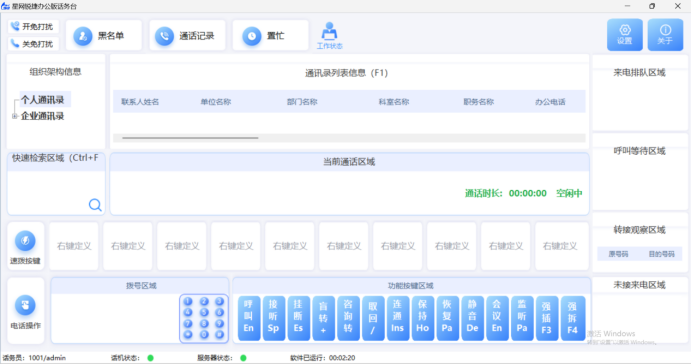 星网锐捷办公版话务台
开免打扰
关免打扰
黑名单
通话记录
置忙
工作状态
设置
关于
组织架构信息
个人通讯录
企业通讯录
通讯录列表信息（F1）
联系人姓名 单位名称 部门名称 科室名称 职务名称 办公电话
来电排队区域
呼叫等待区域
快速检索区域（Ctrl+F
当前通话区域
通话时长： 00:00:00 空闲中
转接观察区域
原号码 目的号码
速拨按键
右键定义 右键定义 右键定义 右键定义 右键定义 右键定义 右键定义 右键定义 右键定义 右键定义
未接来电区域
电话操作
拨号区域
1 2 3
4 5 6
7 8 9
* 0 #
功能按键区域
呼叫 En
接听 Sp
挂断 Es
盲转 +
咨询转
取回 /
连通 Ins
保持 Ho
恢复 Pa
静音 De
会议 En
监听 Pa
强插 F3
强拆 F4
激活 Windows
转到"设置"以激活 Windows。
话务员： 1001/admin 话机状态： 服务器状态： 软件已运行： 00:02:20